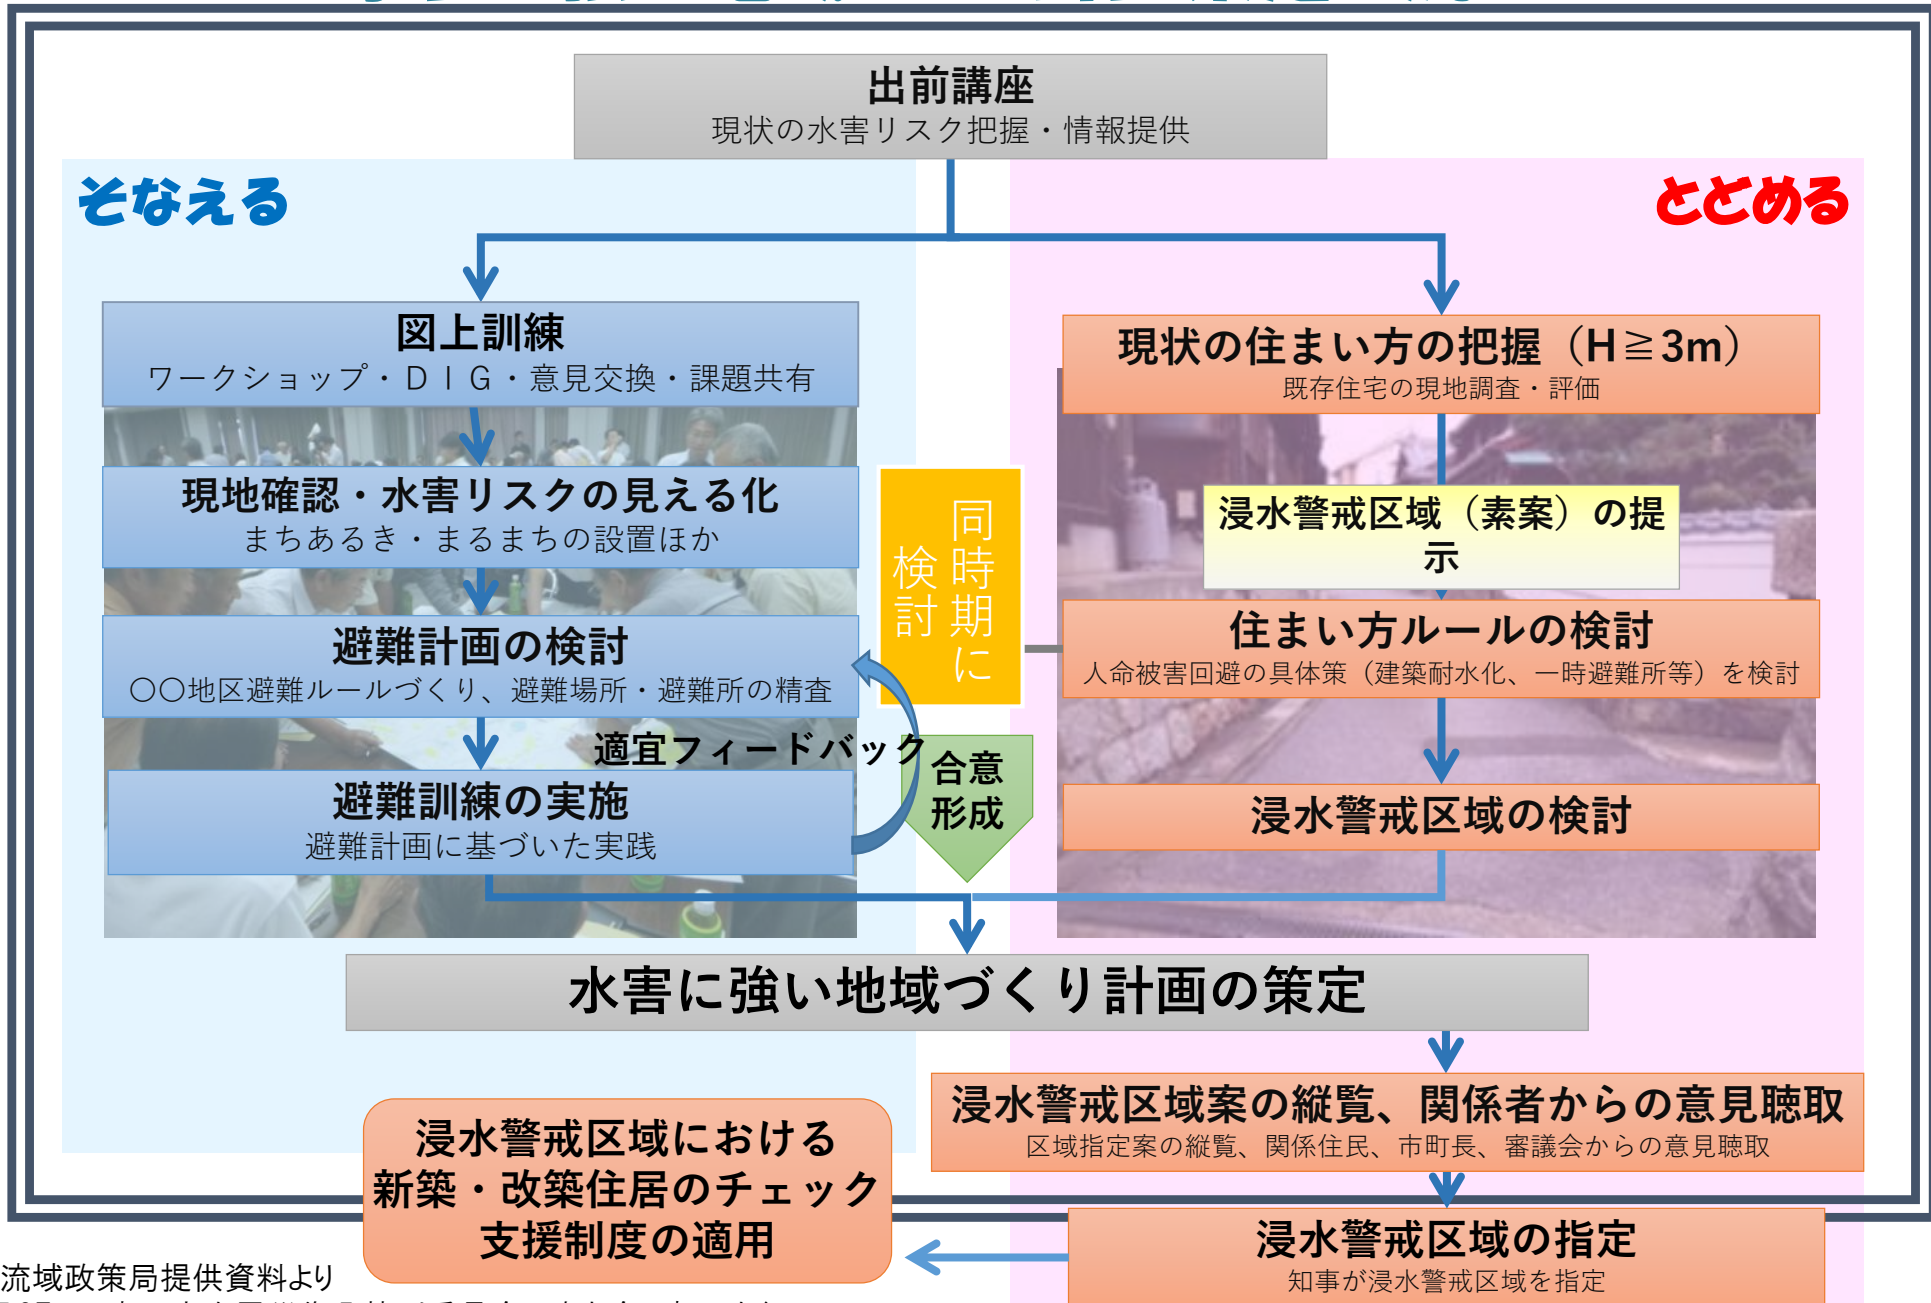 出前講座
現状の水害リスク把握・情報提供
そなえる
とどめる
図上訓練
ワークショップ・ＤＩＧ・意見交換・課題共有
現地確認・水害リスクの見える化
まちあるき・まるまちの設置ほか
避難計画の検討
〇〇地区避難ルールづくり、避難場所・避難所の精査
適宜フィードバック
避難訓練の実施
避難計画に基づいた実践
同時期に
検討
合意
形成
現状の住まい方の把握（H≧3m）
既存住宅の現地調査・評価
浸水警戒区域（素案）の提
示
住まい方ルールの検討
人命被害回避の具体策（建築耐水化、一時避難所等）を検討
浸水警戒区域の検討
水害に強い地域づくり計画の策定
浸水警戒区域案の縦覧、関係者からの意見聴取
区域指定案の縦覧、関係住民、市町長、審議会からの意見聴取
浸水警戒区域の指定
知事が浸水警戒区域を指定
浸水警戒区域における
新築・改築住居のチェック
支援制度の適用
流域政策局提供資料より